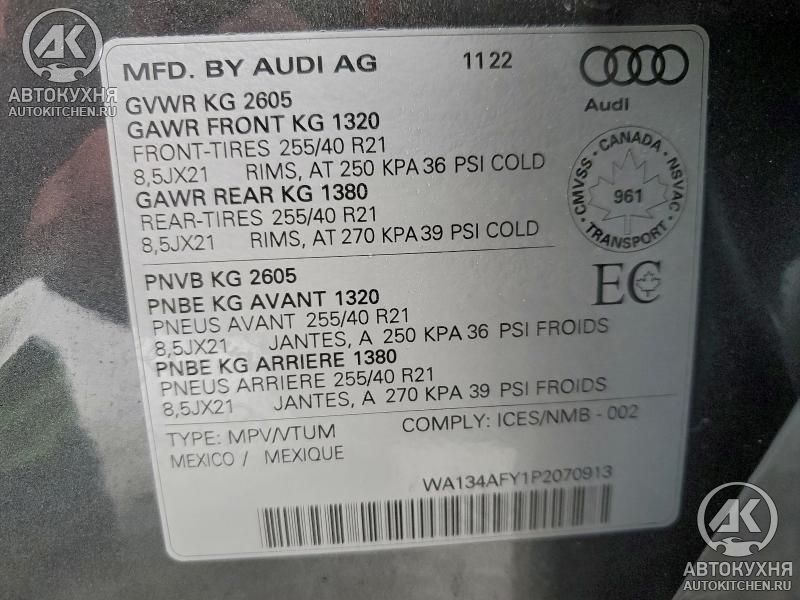 AK
АВТОКУХНЯ
AUTOKITCHEN.RU
MFD. BY AUDI AG 1122
Audi
GVWR KG 2605
GAWR FRONT KG 1320
FRONT-TIRES 255/40 R21
8,5JX21 RIMS, AT 250 KPA 36 PSI COLD
GAWR REAR KG 1380
REAR-TIRES 255/40 R21
8,5JX21 RIMS, AT 270 KPA 39 PSI COLD
CMVSS - CANADA - NSVAC
961
TRANSPORT
PNVB KG 2605
PNBE KG AVANT 1320
PNEUS AVANT 255/40 R21
8,5JX21 JANTES, A 250 KPA 36 PSI FROIDS
PNBE KG ARRIERE 1380
PNEUS ARRIERE 255/40 R21
8,5JX21 JANTES, A 270 KPA 39 PSI FROIDS
EC
TYPE: MPV/VTUM COMPLY: ICES/NMB - 002
MEXICO / MEXIQUE
WA134AFY1P2070913
AK
АВТОКУХНЯ
AUTOKITCHEN.RU